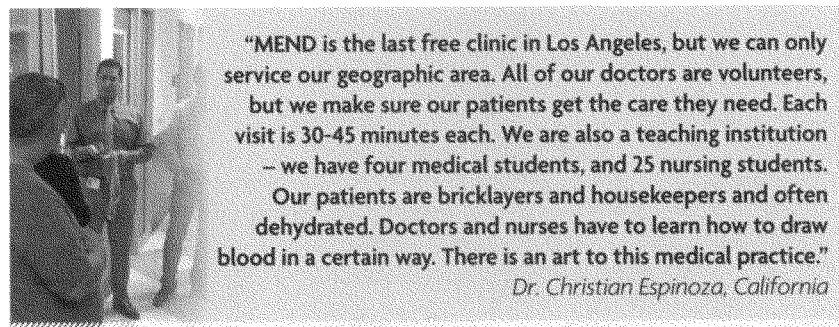 “MEND is the last free clinic in Los Angeles, but we can only
service our geographic area. All of our doctors are volunteers,
but we make sure our patients get the care they need. Each
visit is 30-45 minutes each. We are also a teaching institution
– we have four medical students, and 25 nursing students.
Our patients are bricklayers and housekeepers and often
dehydrated. Doctors and nurses have to learn how to draw
blood in a certain way. There is an art to this medical practice.”
Dr. Christian Espinoza, California